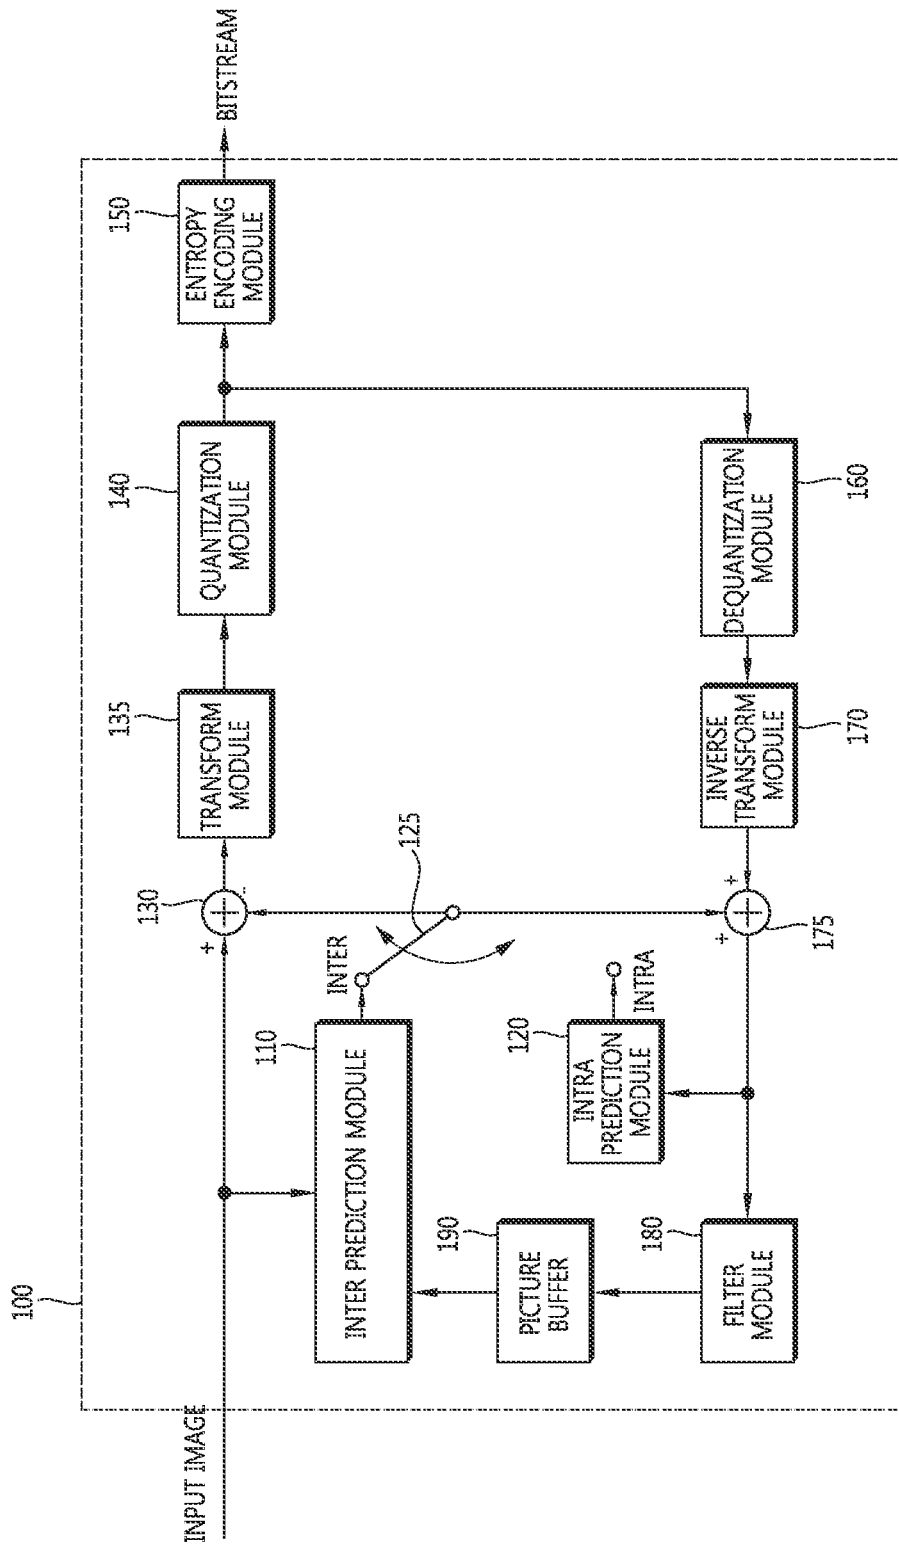 100
INPUT IMAGE
BITSTREAM
130
+
-
135
TRANSFORM
MODULE
140
QUANTIZATION
MODULE
150
ENTROPY
ENCODING
MODULE
110
INTER PREDICTION MODULE
INTER
125
190
PICTURE
BUFFER
120
INTRA
PREDICTION
MODULE
INTRA
180
FILTER
MODULE
+
+
175
INVERSE
TRANSFORM
MODULE
170
DEQUANTIZATION
MODULE
160